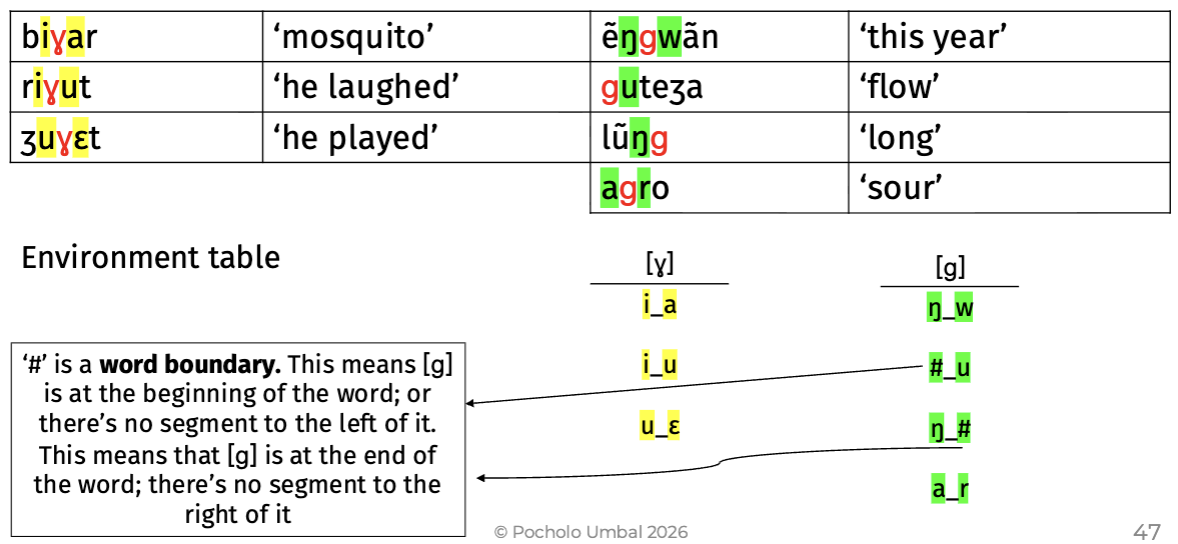 biɣar ‘mosquito’ ẽŋgwãn ‘this year’
riɣut ‘he laughed’ guteʒa ‘flow’
ʒuɣɛt ‘he played’ lũŋg ‘long’
agro ‘sour’
Environment table
[ɣ] [g]
i_a ŋ_w
i_u #_u
u_ɛ ŋ_#
a_r
‘#’ is a word boundary. This means [g]
is at the beginning of the word; or
there’s no segment to the left of it.
This means that [g] is at the end of
the word; there’s no segment to the
right of it
© Pocholo Umbal 2026 47